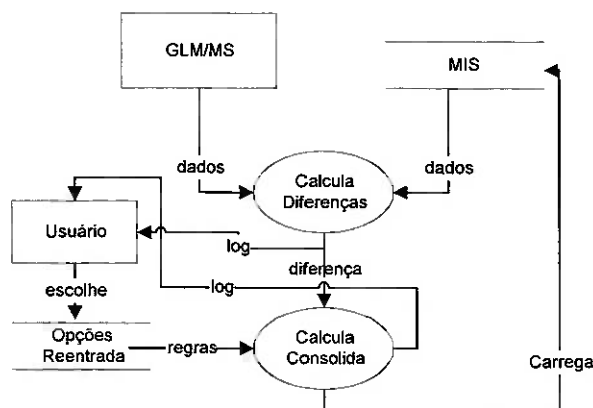 GLM/MS
MIS
dados
dados
Calcula
Diferenças
Usuário
log
diferença
escolhe
log
Opções
Reentrada
regras
Calcula
Consolida
Carrega